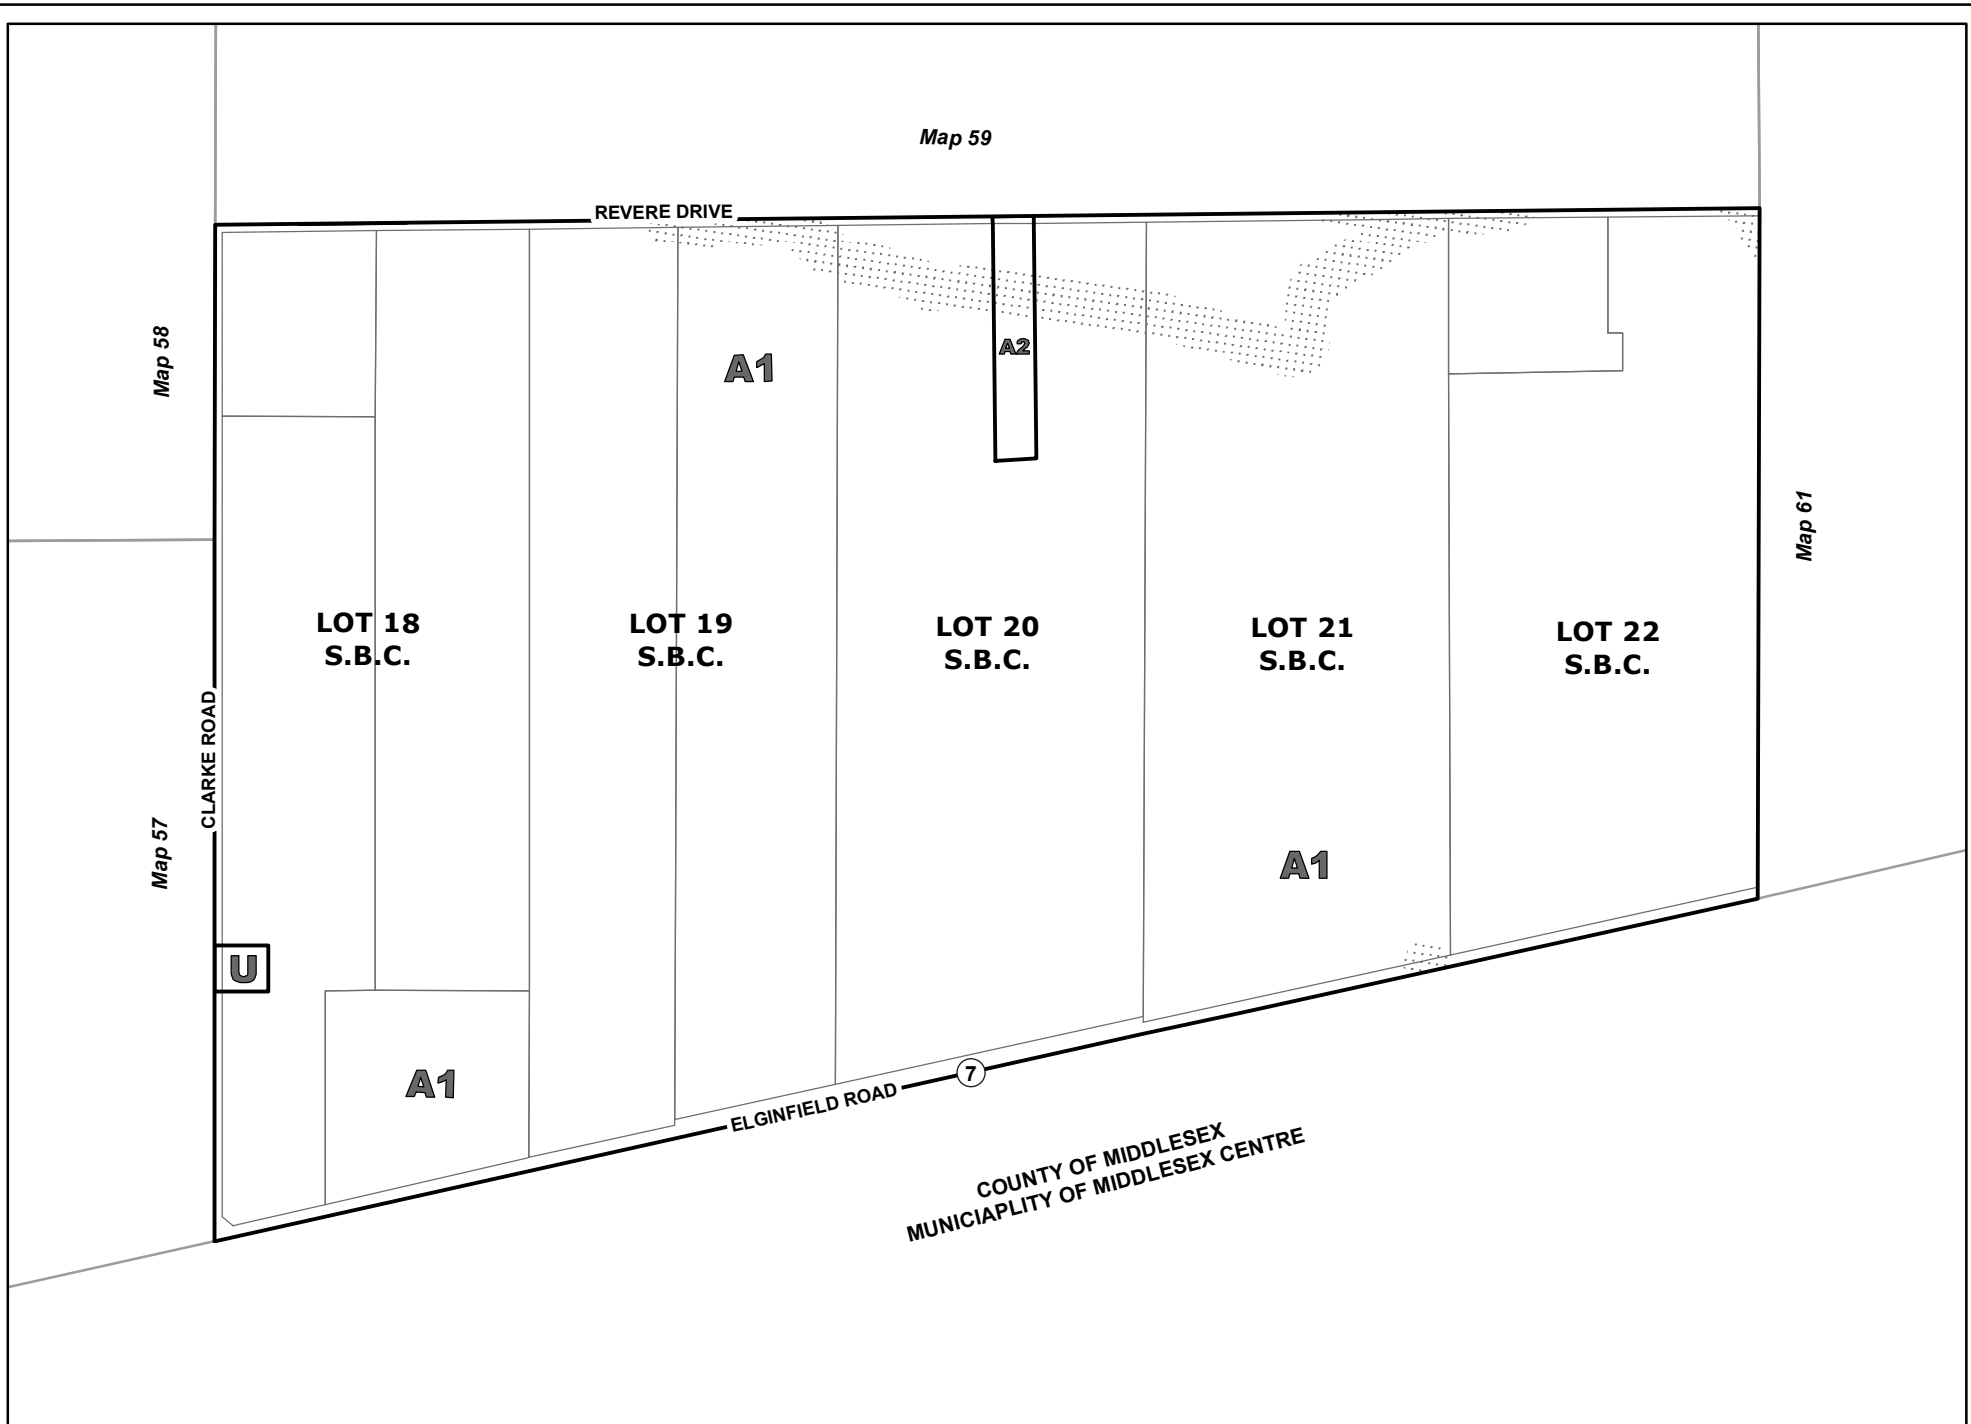 Map 59
REVERE DRIVE
Map 58
A1
A2
Map 61
LOT 18
S.B.C.
LOT 19
S.B.C.
LOT 20
S.B.C.
LOT 21
S.B.C.
LOT 22
S.B.C.
CLARKE ROAD
Map 57
A1
U
A1
7
ELGINFIELD ROAD
COUNTY OF MIDDLESEX
MUNICIAPLITY OF MIDDLESEX CENTRE